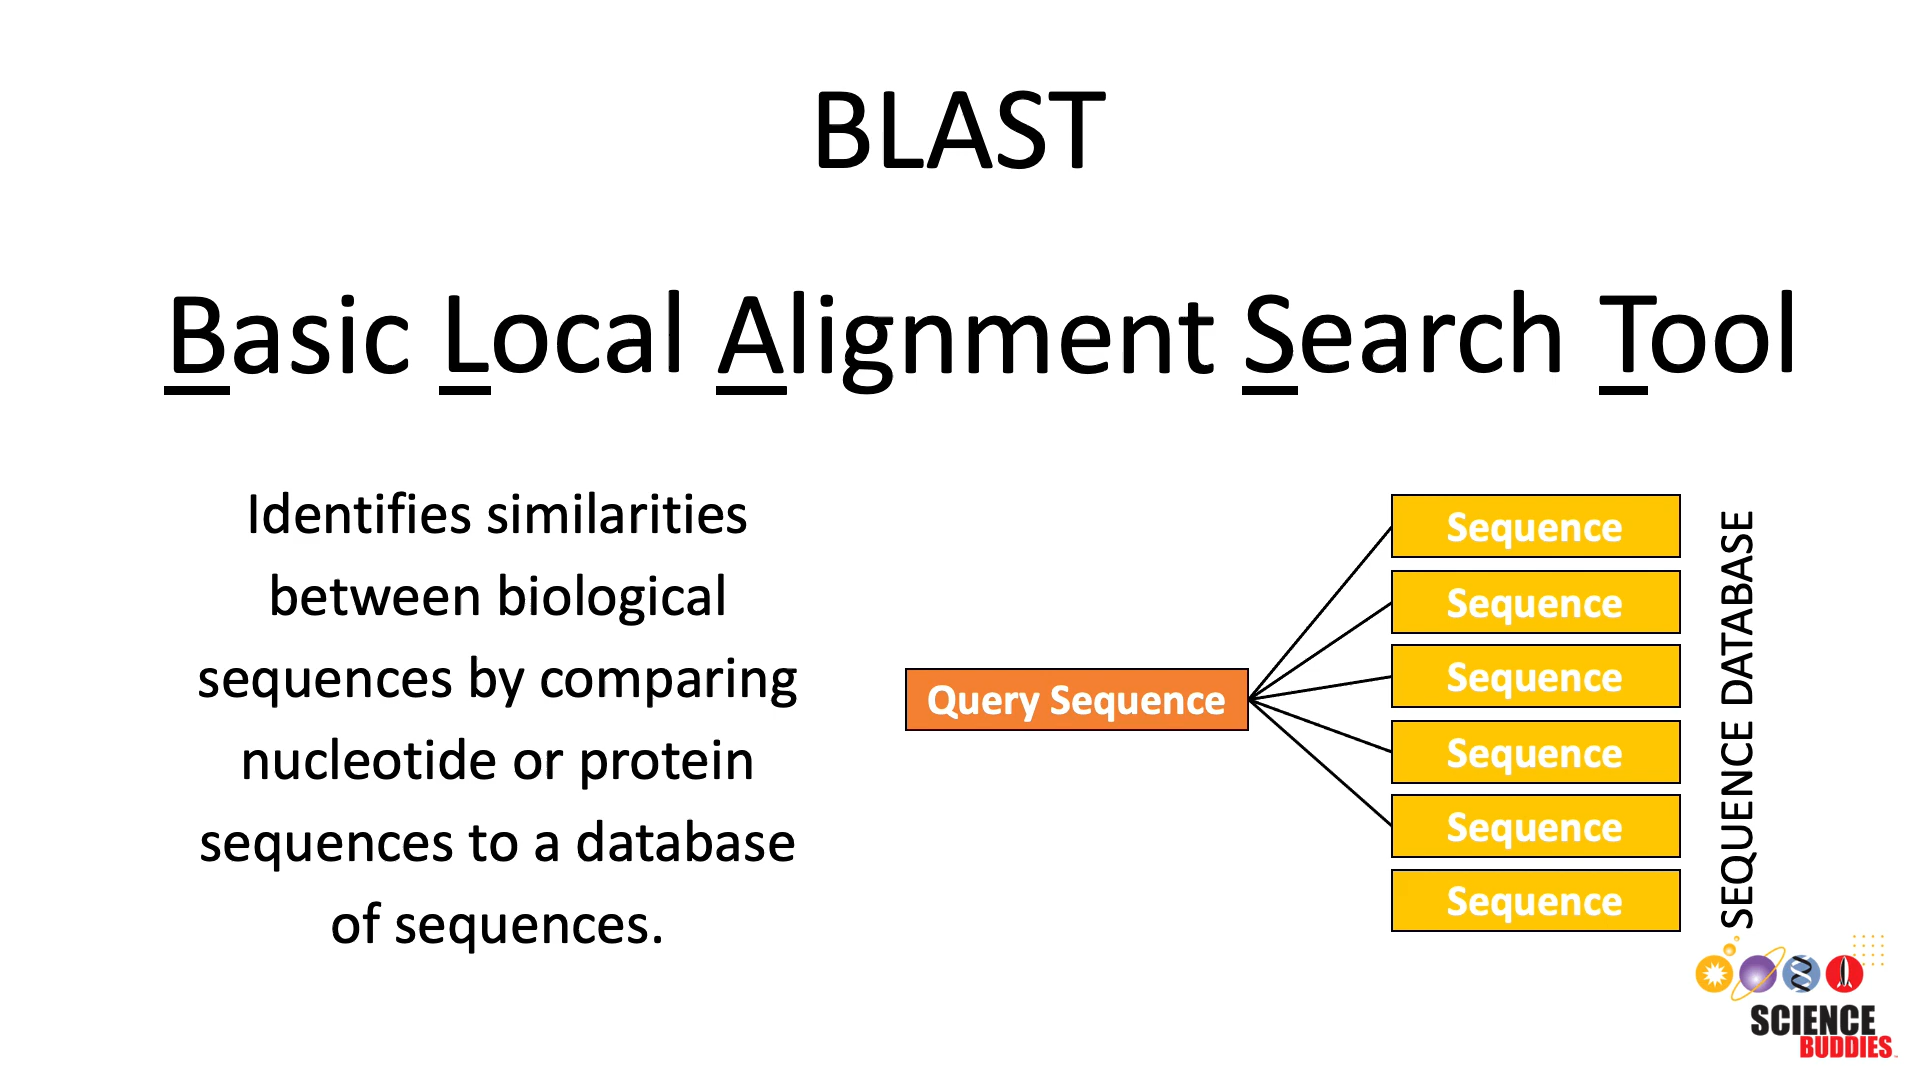 BLAST
Basic Local Alignment Search Tool
Identifies similarities
between biological
sequences by comparing
nucleotide or protein
sequences to a database
of sequences.
Query Sequence
Sequence
Sequence
Sequence
Sequence
Sequence
Sequence
SEQUENCE DATABASE
SCIENCE
BUDDIES